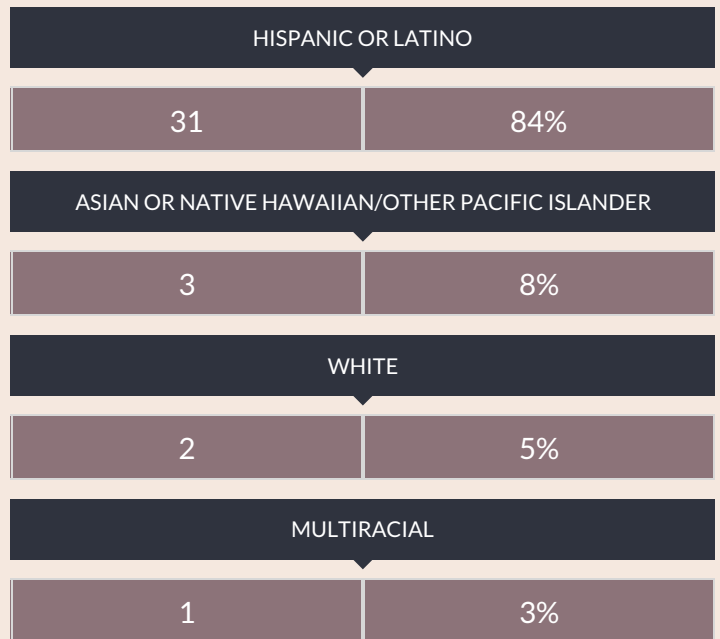 HISPANIC OR LATINO
31 84%
ASIAN OR NATIVE HAWAIIAN/OTHER PACIFIC ISLANDER
3 8%
WHITE
2 5%
MULTIRACIAL
1 3%